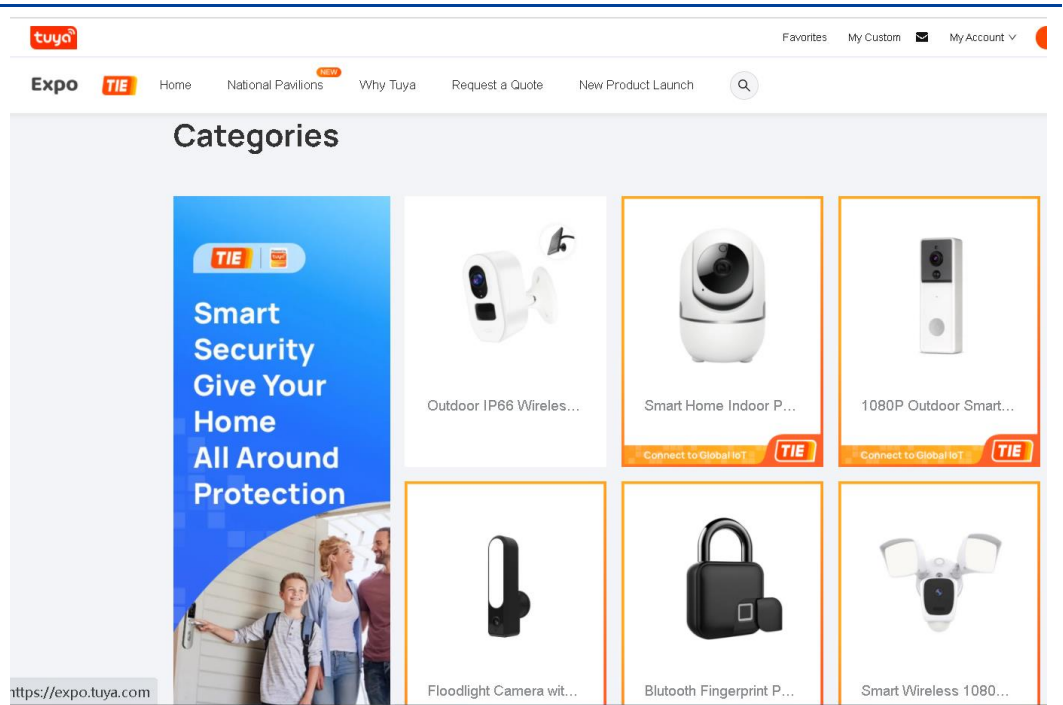 tuya
Favorites My Custom My Account
Expo TIE Home National Pavilions NEW Why Tuya Request a Quote New Product Launch
Categories
TIE tuya
Smart
Security
Give Your
Home
All Around
Protection
Outdoor IP66 Wireles...
Smart Home Indoor P...
1080P Outdoor Smart...
Connect to Global IoT TIE
Connect to Global IoT TIE
Floodlight Camera wit...
Blutooth Fingerprint P...
Smart Wireless 1080...
https://expo.tuya.com